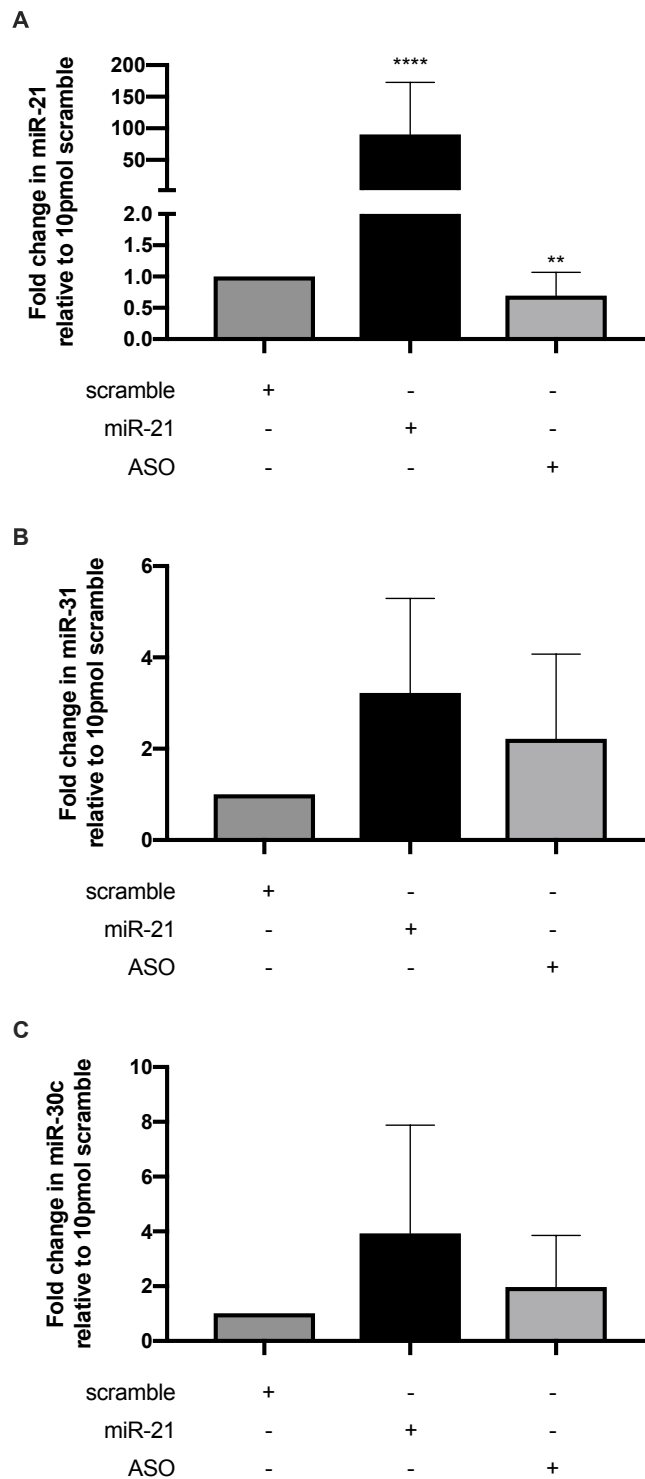 A
Fold change in miR-21
relative to 10pmol scramble
200
150
100
50
2.0
1.5
1.0
0.5
0.0
****
**
scramble + - -
miR-21 - + -
ASO - - +
B
Fold change in miR-31
relative to 10pmol scramble
6
4
2
0
scramble + - -
miR-21 - + -
ASO - - +
C
Fold change in miR-30c
relative to 10pmol scramble
10
8
6
4
2
0
scramble + - -
miR-21 - + -
ASO - - +